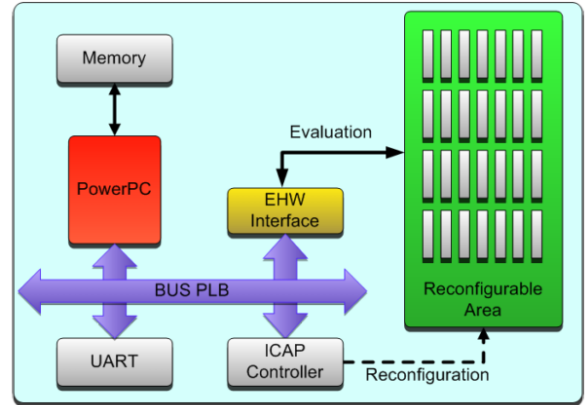 Memory
Evaluation
PowerPC
EHW
Interface
BUS PLB
Reconfigurable
Area
UART
ICAP
Controller
Reconfiguration